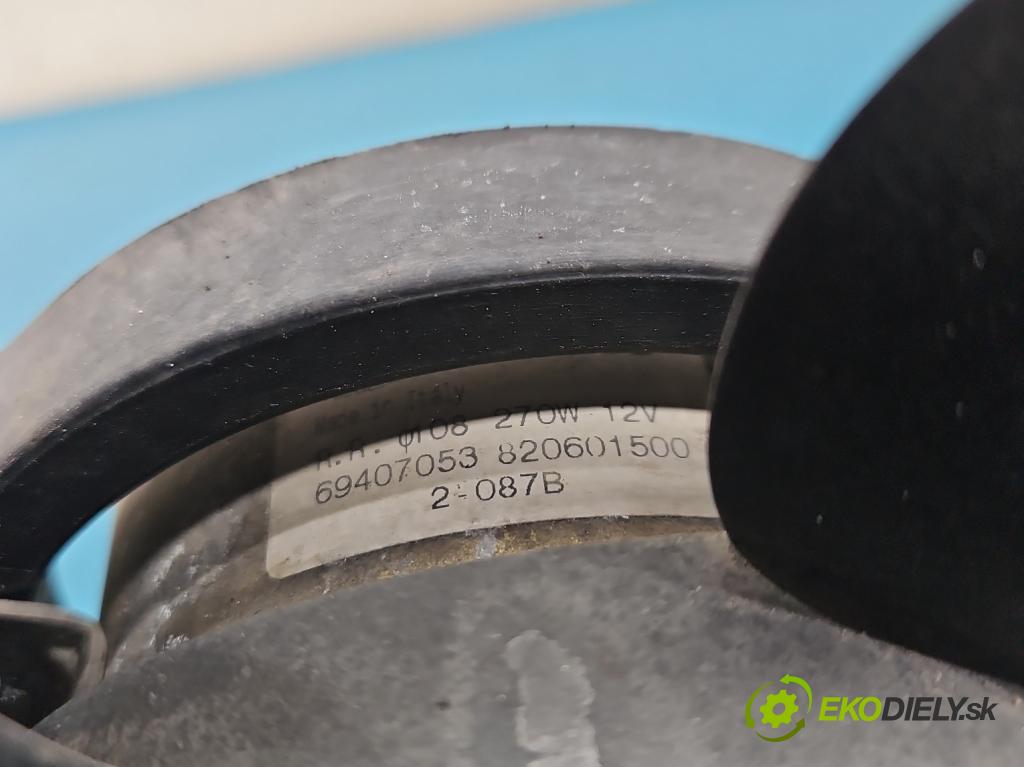 Made in Italy
A.A. Φ108 270W 12V
69407053 820601500
2-087B
EKODIELY.sk